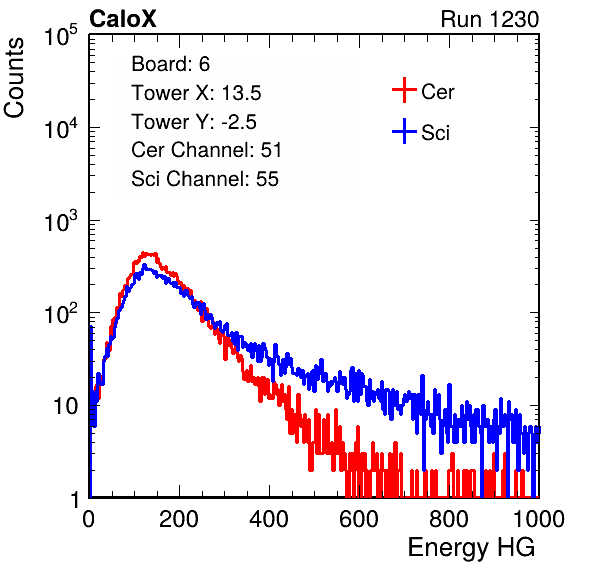 CaloX Run 1230
Counts
Board: 6
Tower X: 13.5
Tower Y: -2.5
Cer Channel: 51
Sci Channel: 55
Cer
Sci
10^5
10^4
10^3
10^2
10
1
0 200 400 600 800 1000
Energy HG